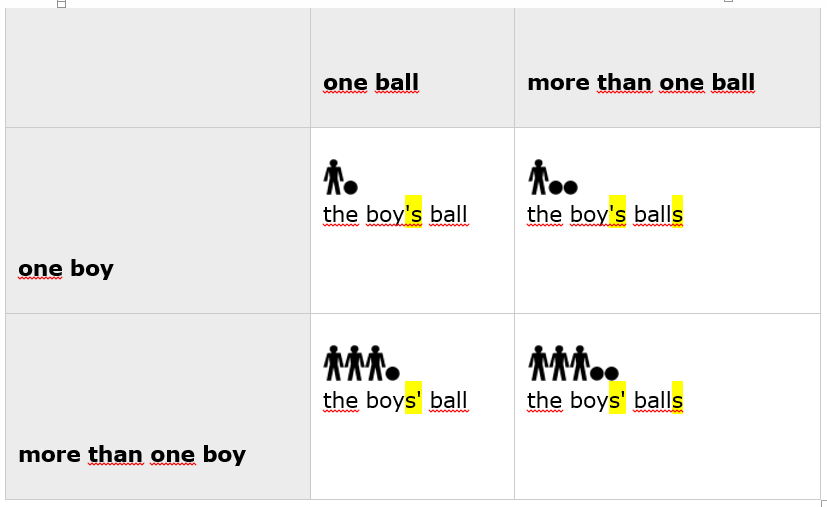 one ball
more than one ball
the boy's ball
the boy's balls
one boy
the boys' ball
the boys' balls
more than one boy